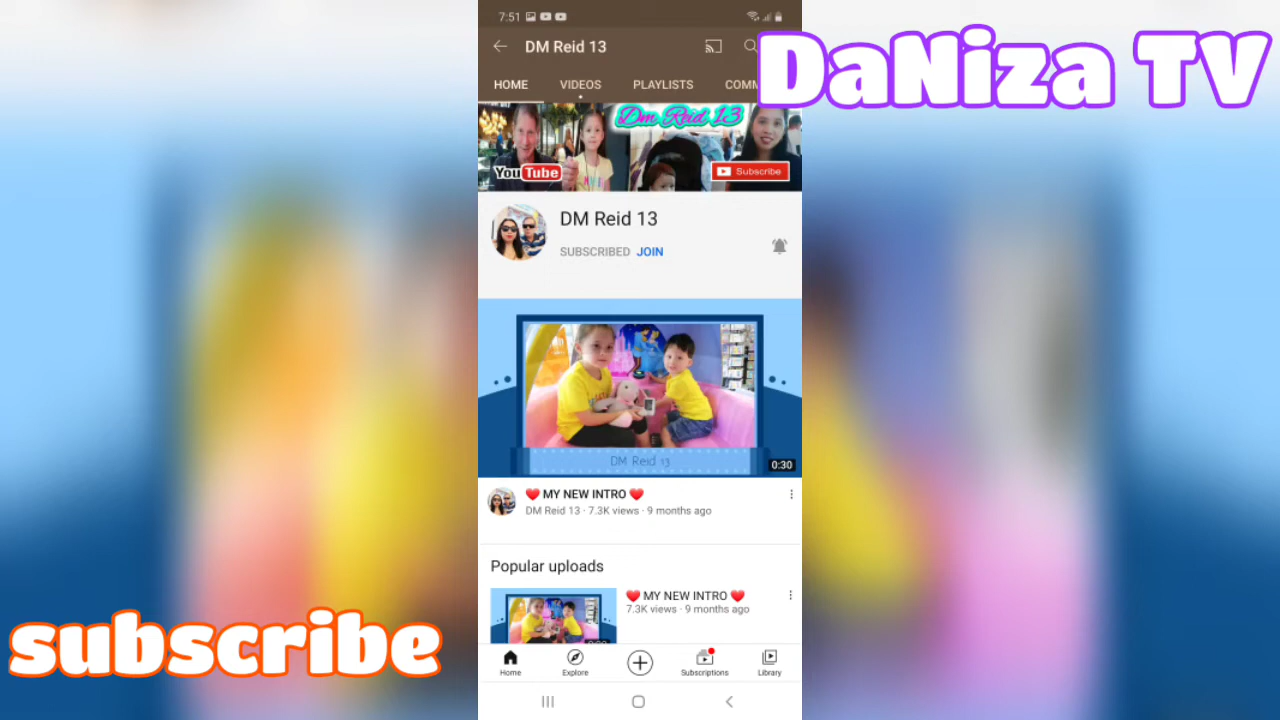 7:51
DM Reid 13
DaNiza TV
HOME VIDEOS PLAYLISTS COMM
Dm Reid 13
YouTube
Subscribe
DM Reid 13
SUBSCRIBED JOIN
DM Reid 13
0:30
❤️ MY NEW INTRO ❤️
DM Reid 13 · 7.3K views · 9 months ago
Popular uploads
❤️ MY NEW INTRO ❤️
7.3K views · 9 months ago
subscribe
Home Explore Subscriptions Library